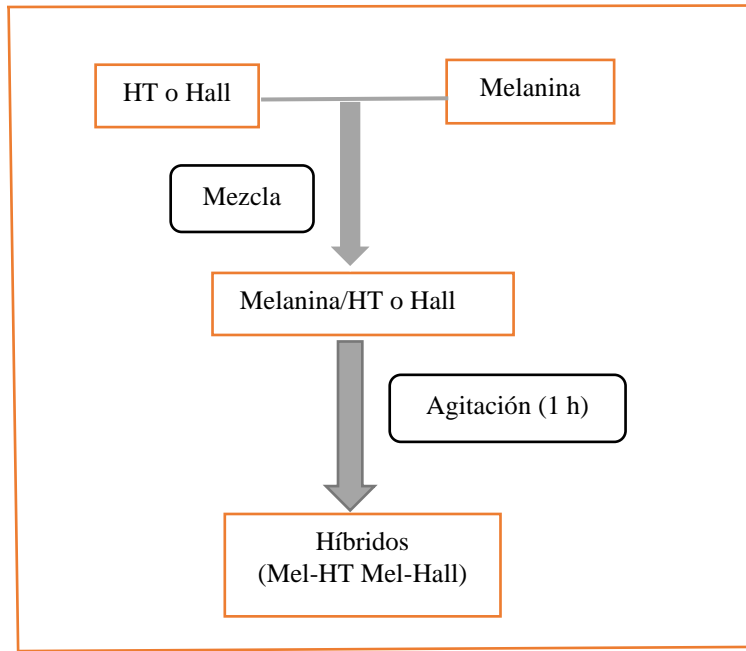 HT o Hall
Melanina
Mezcla
Melanina/HT o Hall
Agitación (1 h)
Híbridos
(Mel-HT Mel-Hall)